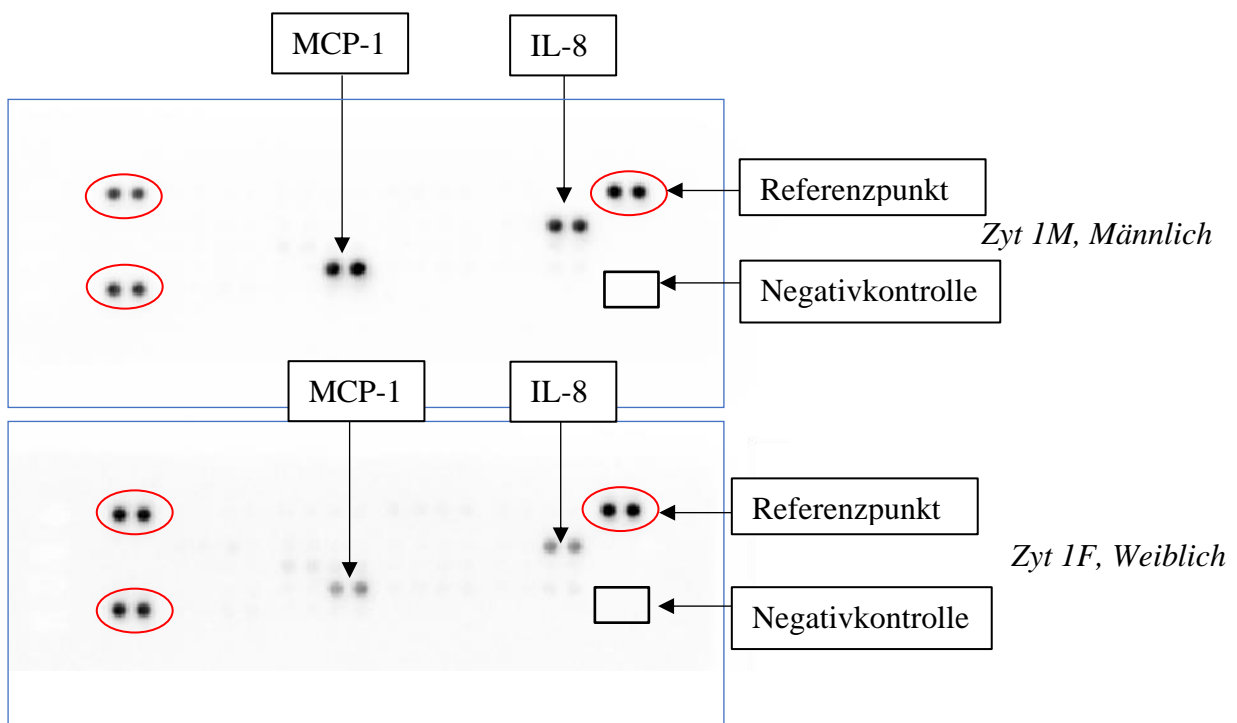 MCP-1
IL-8
Referenzpunkt
Zyt 1M, Männlich
Negativkontrolle
MCP-1
IL-8
Referenzpunkt
Zyt 1F, Weiblich
Negativkontrolle